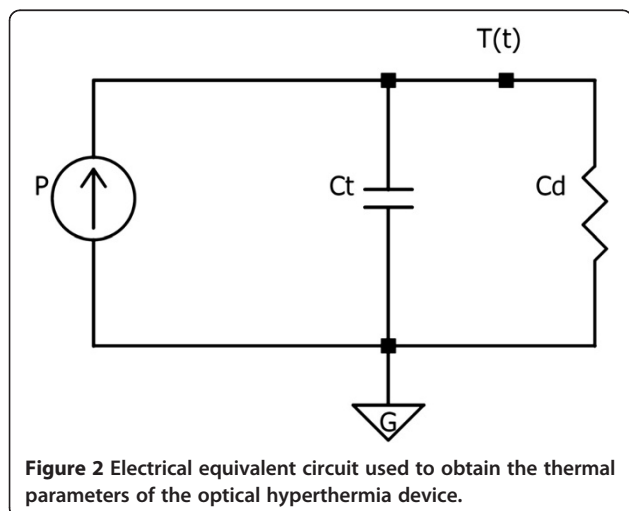 T(t)
P
Ct
Cd
G
Figure 2 Electrical equivalent circuit used to obtain the thermal
parameters of the optical hyperthermia device.